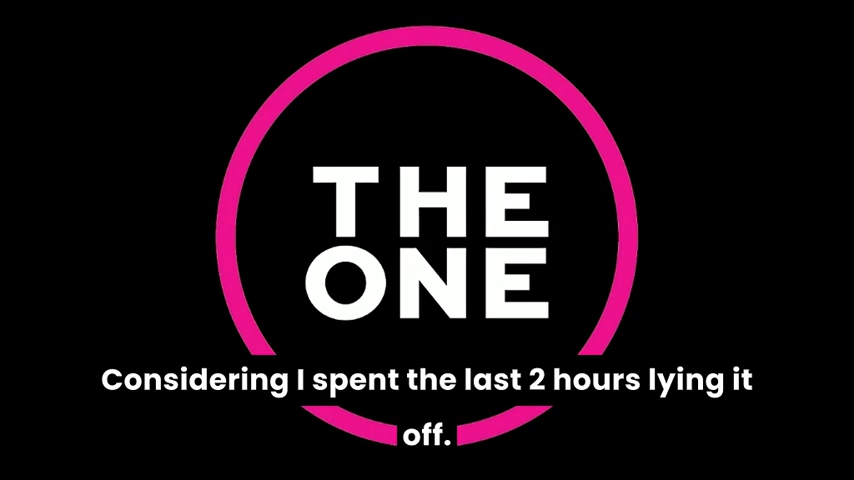 THE
ONE
Considering I spent the last 2 hours lying it
off.